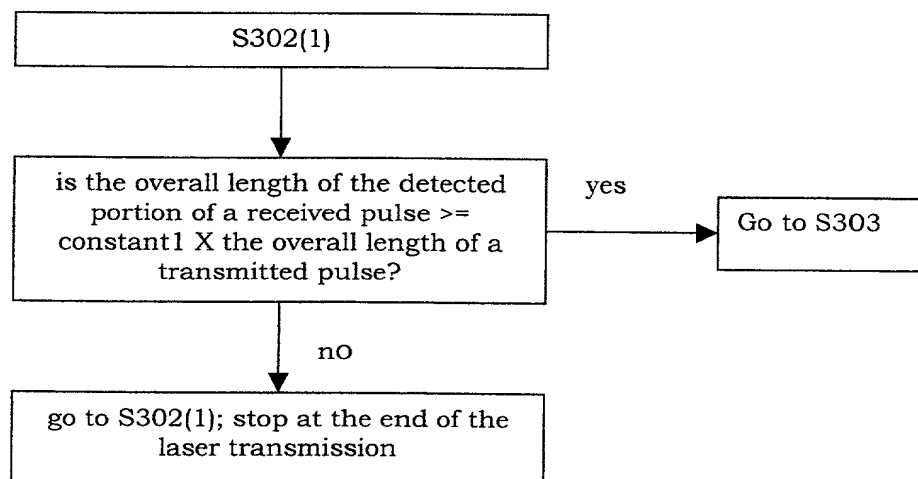 S302(1)
is the overall length of the detected
portion of a received pulse >=
constant1 X the overall length of a
transmitted pulse?
yes
Go to S303
no
go to S302(1); stop at the end of the
laser transmission